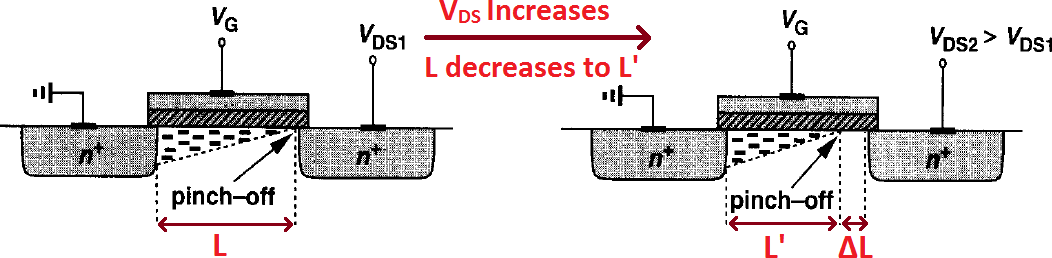 V_G
V_DS1
n+
n+
pinch–off
L
V_DS Increases
L decreases to L'
V_G
V_DS2 > V_DS1
n+
n+
pinch–off
L'
ΔL